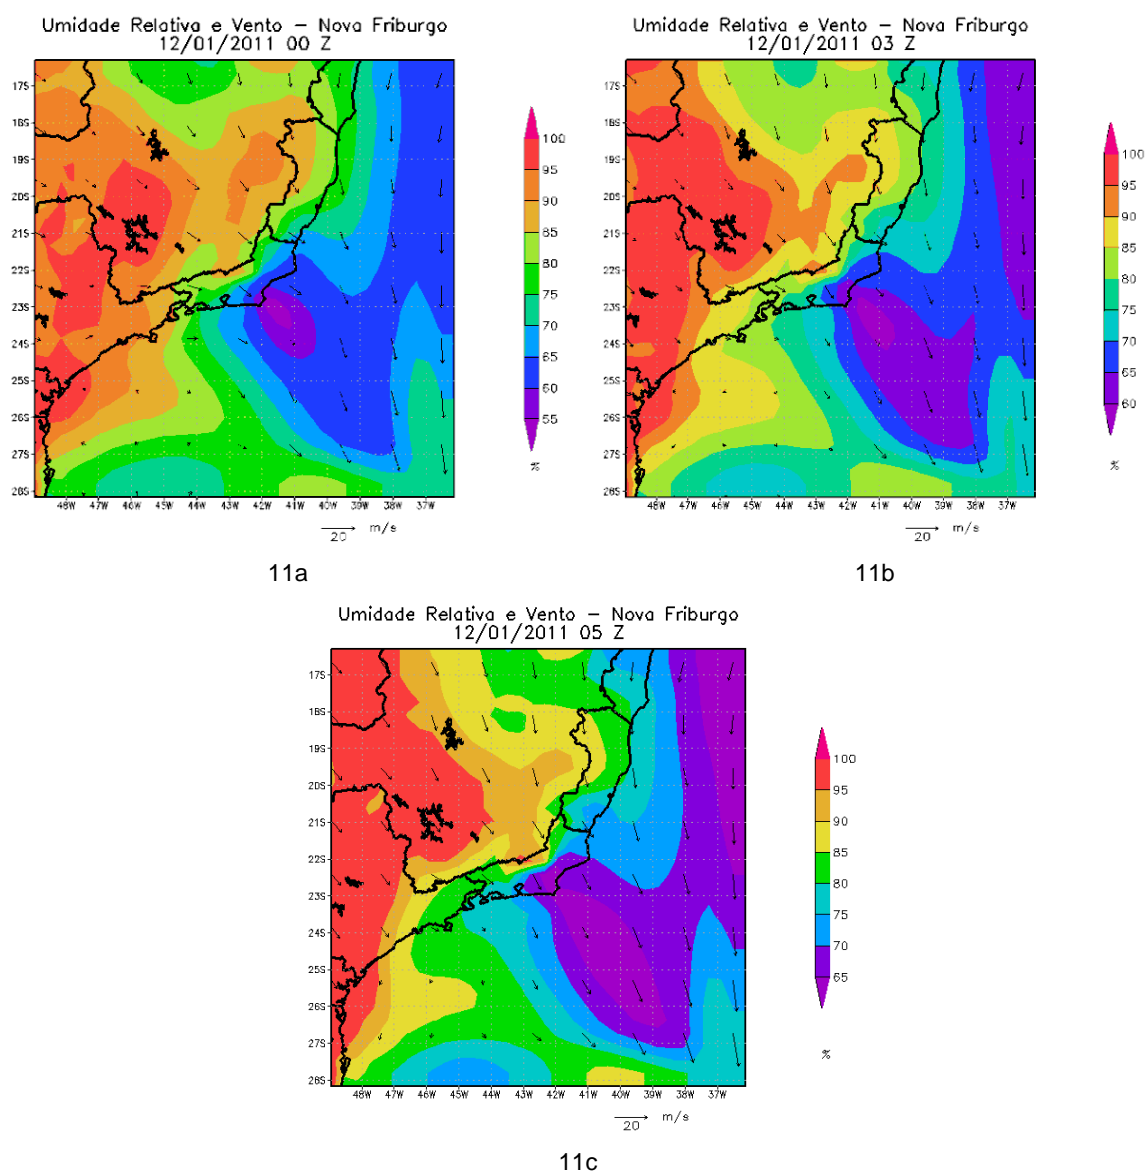 Umidade Relativa e Vento – Nova Friburgo
12/01/2011 00 Z
17S
18S
19S
20S
21S
22S
23S
24S
25S
26S
27S
28S
48W 47W 46W 45W 44W 43W 42W 41W 40W 39W 38W 37W
20 m/s
100
95
90
85
80
75
70
65
60
55
%
11a
Umidade Relativa e Vento – Nova Friburgo
12/01/2011 03 Z
17S
18S
19S
20S
21S
22S
23S
24S
25S
26S
27S
28S
48W 47W 46W 45W 44W 43W 42W 41W 40W 39W 38W 37W
20 m/s
100
95
90
85
80
75
70
65
60
%
11b
Umidade Relativa e Vento – Nova Friburgo
12/01/2011 05 Z
17S
18S
19S
20S
21S
22S
23S
24S
25S
26S
27S
28S
48W 47W 46W 45W 44W 43W 42W 41W 40W 39W 38W 37W
20 m/s
100
95
90
85
80
75
70
65
%
11c